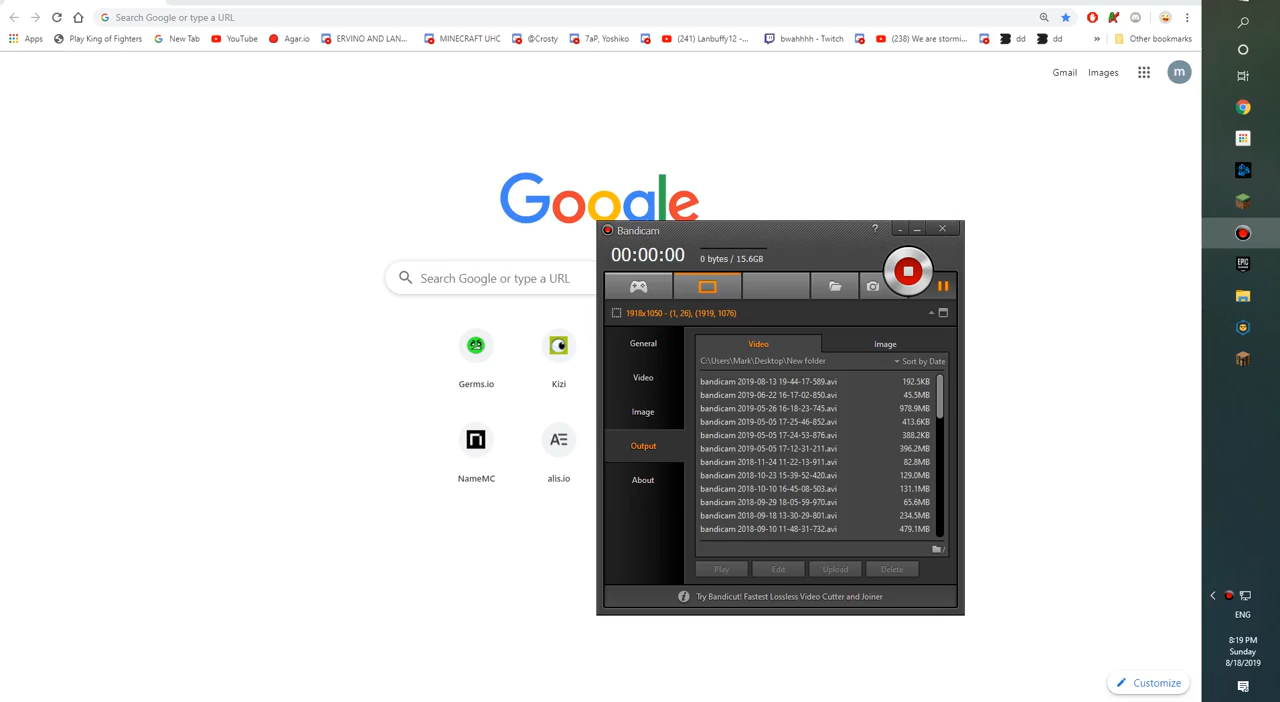 Search Google or type a URL
Apps
Play King of Fighters
New Tab
YouTube
Agar.io
ERVINO AND LAN...
MINECRAFT UHC
@Crosty
7aP, Yoshiko
(241) Lanbuffy12 -...
bwahhhh - Twitch
(238) We are stormi...
dd
dd
»
Other bookmarks
Gmail
Images
m
Google
Search Google or type a URL
Germs.io
Kizi
NameMC
alis.io
Bandicam
?
00:00:00
0 bytes / 15.6GB
1918x1050 - (1, 26), (1919, 1076)
General
Video
Image
Output
About
Video
Image
C:\Users\Mark\Desktop\New folder
Sort by Date
bandicam 2019-08-13 19-44-17-589.avi 192.5KB
bandicam 2019-06-22 16-17-02-850.avi 45.5MB
bandicam 2019-05-26 16-18-23-745.avi 978.9MB
bandicam 2019-05-05 17-25-46-852.avi 413.6KB
bandicam 2019-05-05 17-24-53-876.avi 388.2KB
bandicam 2019-05-05 17-12-31-211.avi 396.2MB
bandicam 2018-11-24 11-22-13-911.avi 82.8MB
bandicam 2018-10-23 15-39-52-420.avi 129.0MB
bandicam 2018-10-10 16-45-08-503.avi 131.1MB
bandicam 2018-09-29 18-05-59-970.avi 65.6MB
bandicam 2018-09-18 13-30-29-801.avi 234.5MB
bandicam 2018-09-10 11-48-31-732.avi 479.1MB
Play
Edit
Upload
Delete
Try Bandicut! Fastest Lossless Video Cutter and Joiner
Customize
EPIC
ENG
8:19 PM
Sunday
8/18/2019